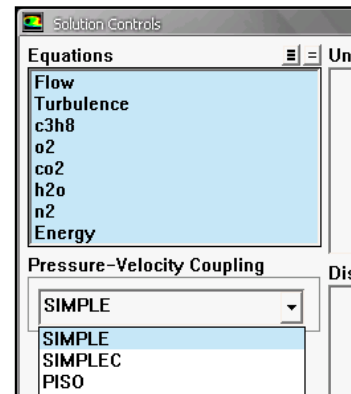 Solution Controls
Equations
Un
Flow
Turbulence
c3h8
o2
co2
h2o
n2
Energy
Pressure-Velocity Coupling
Dis
SIMPLE
SIMPLE
SIMPLEC
PISO